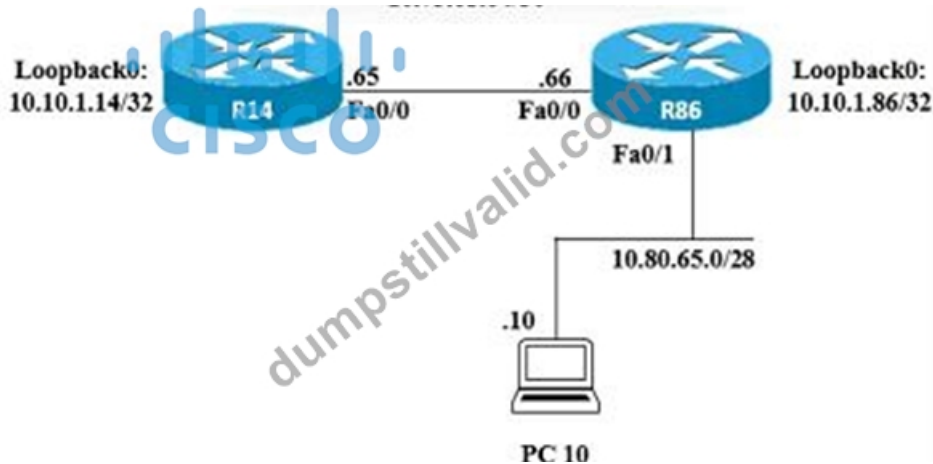 Loopback0:
10.10.1.14/32
R14
.65
Fa0/0
.66
Fa0/0
R86
Loopback0:
10.10.1.86/32
CISCO
Fa0/1
10.80.65.0/28
.10
PC 10
dumpstillvalid.com